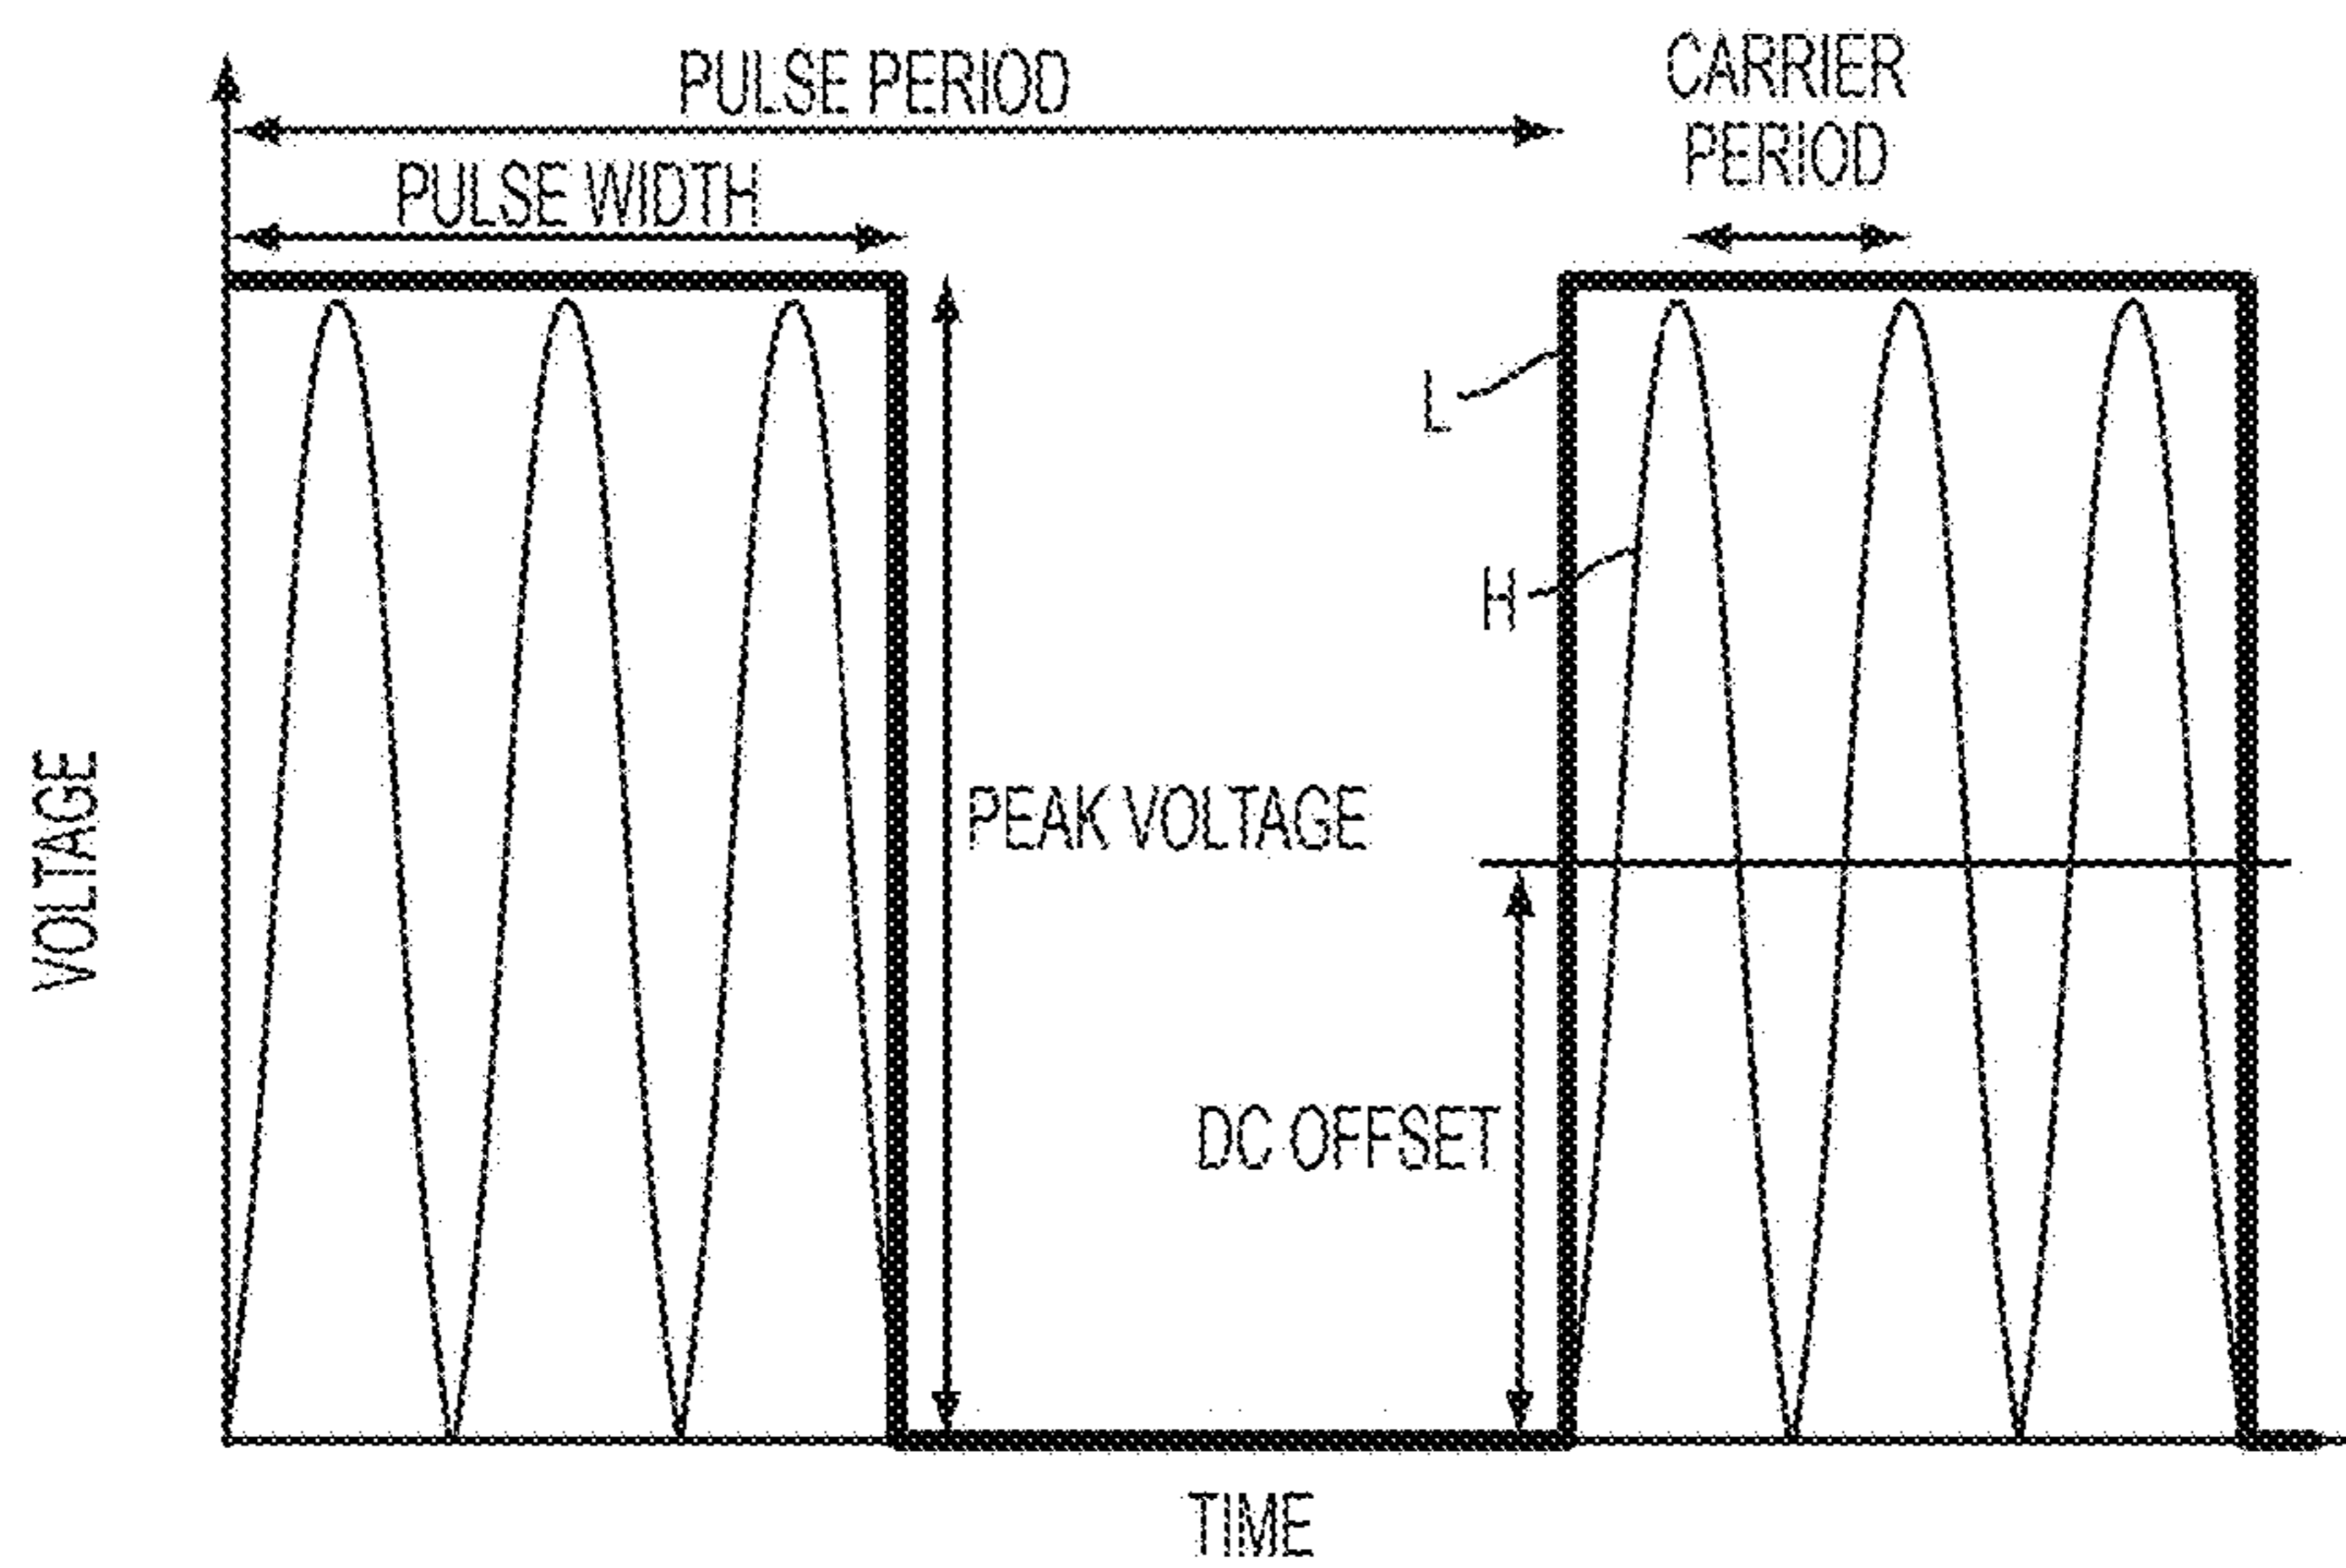 PULSE PERIOD
CARRIER
PERIOD
PULSE WIDTH
L
H
VOLTAGE
PEAK VOLTAGE
DC OFFSET
TIME